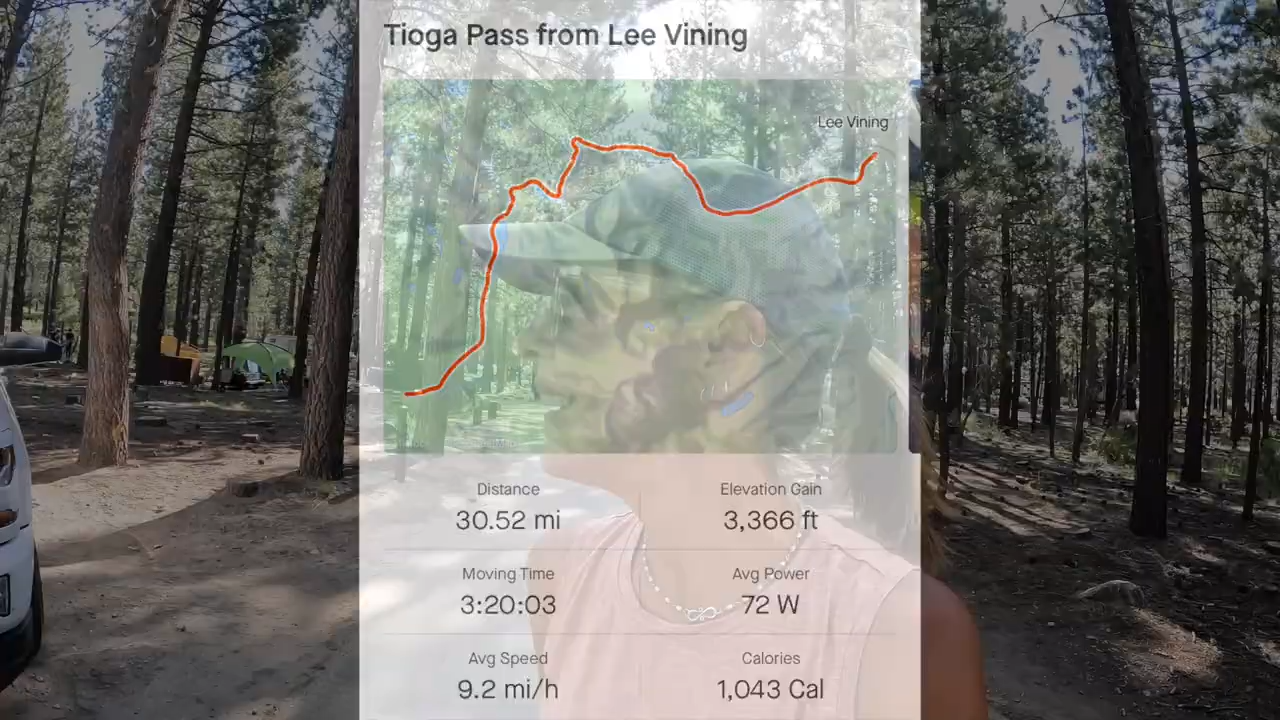 Tioga Pass from Lee Vining
Lee Vining
Distance
Elevation Gain
30.52 mi
3,366 ft
Moving Time
Avg Power
3:20:03
72 W
Avg Speed
Calories
9.2 mi/h
1,043 Cal